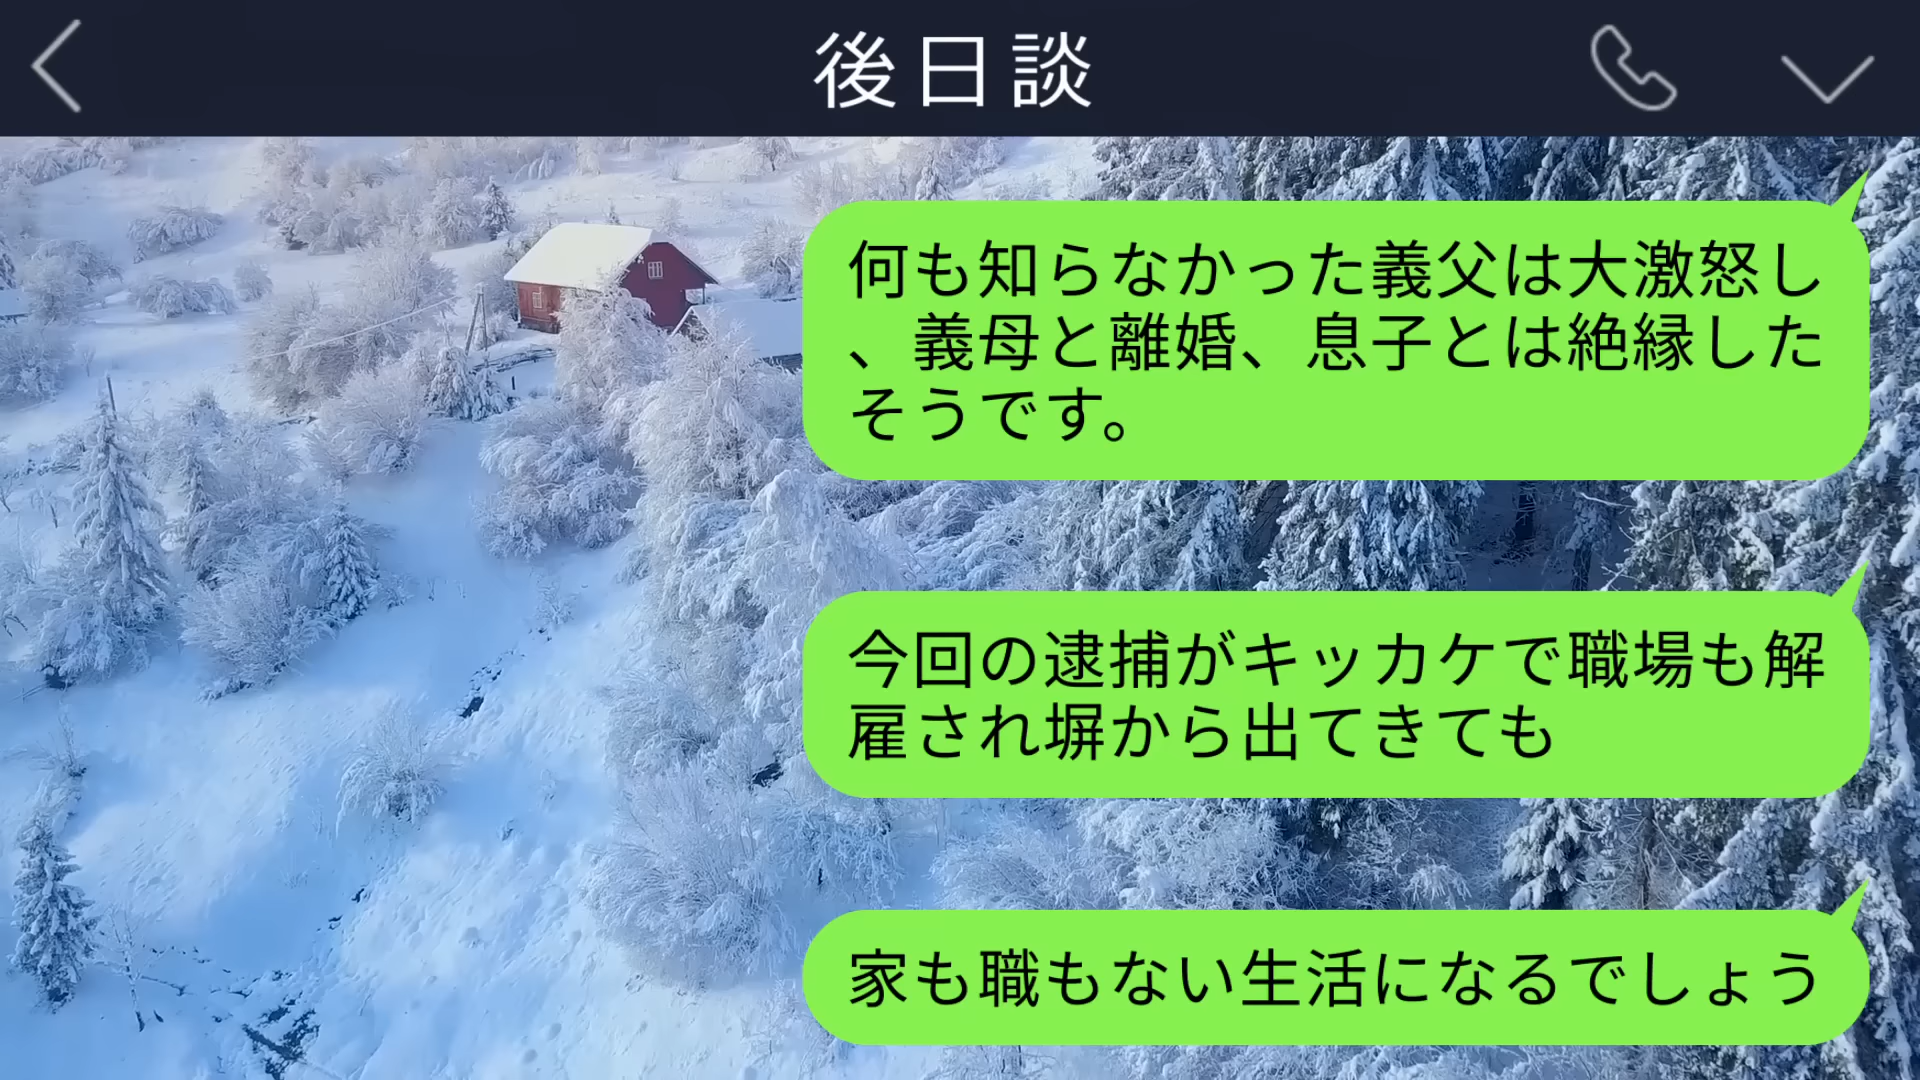 後日談
何も知らなかった義父は大激怒し
、義母と離婚、息子とは絶縁した
そうです。
今回の逮捕がキッカケで職場も解
雇され塀から出てきても
家も職もない生活になるでしょう